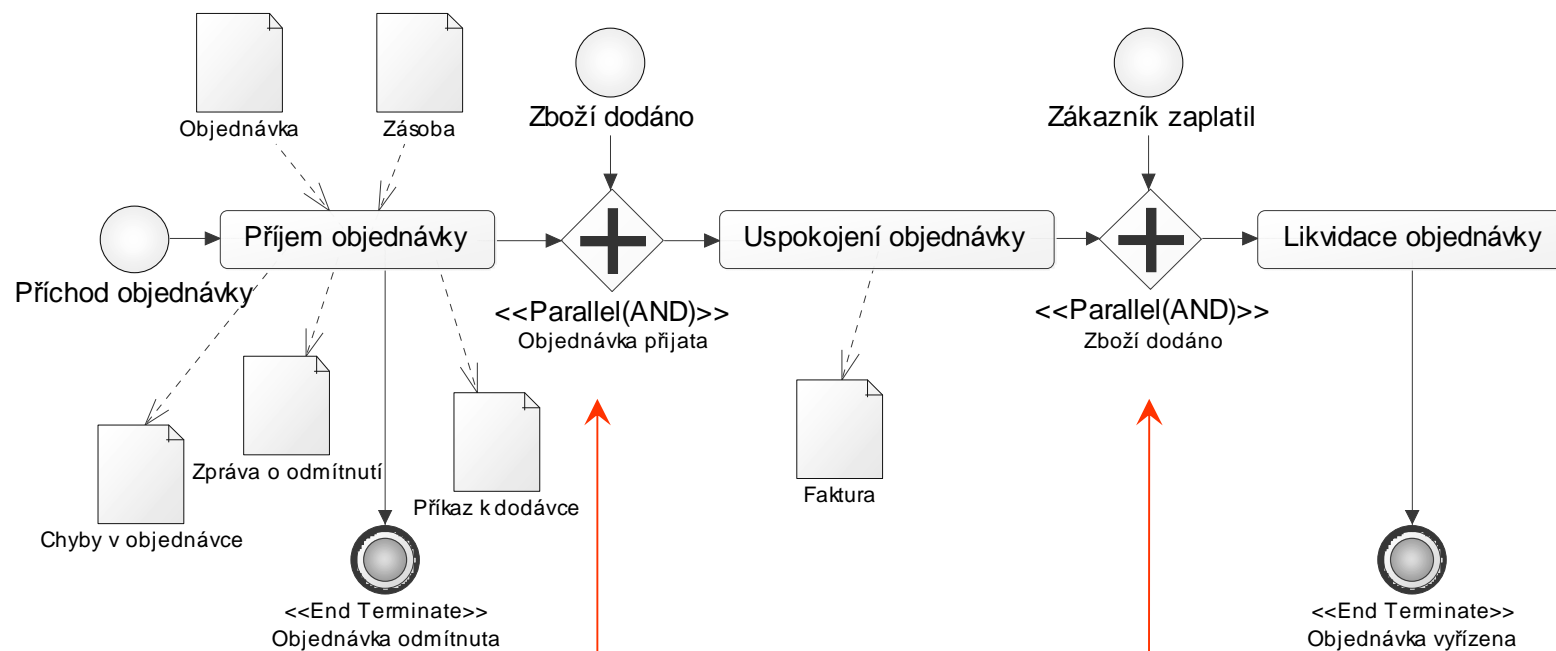 Objednávka
Zásoba
Zboží dodáno
Zákazník zaplatil
Příjem objednávky
Uspokojení objednávky
Likvidace objednávky
Příchod objednávky
<<Parallel(AND)>>
Objednávka přijata
<<Parallel(AND)>>
Zboží dodáno
Zpráva o odmítnutí
Příkaz k dodávce
Faktura
Chyby v objednávce
<<End Terminate>>
Objednávka odmítnuta
<<End Terminate>>
Objednávka vyřízena